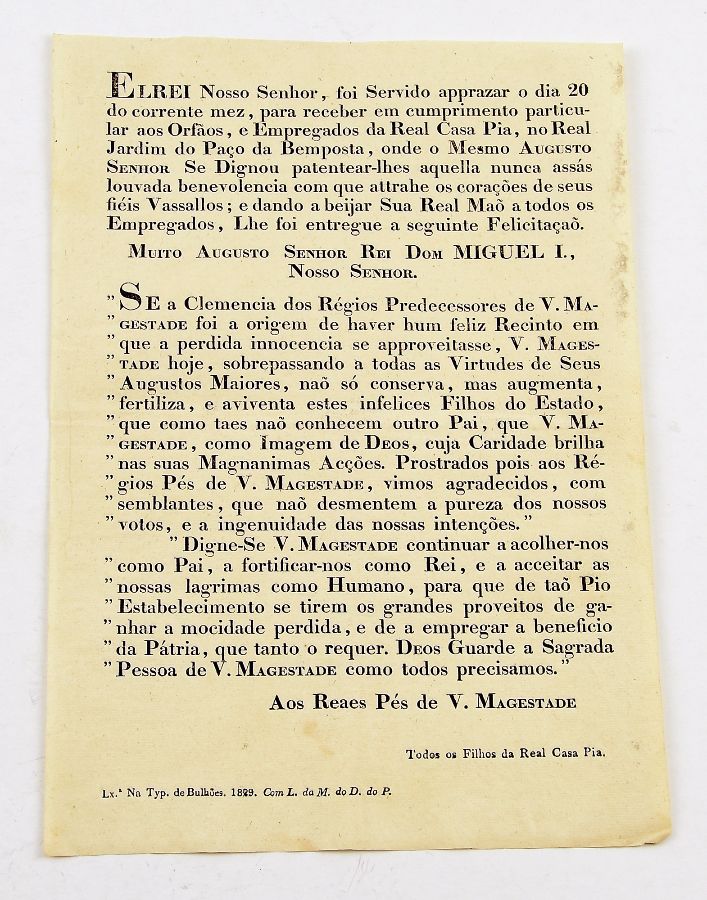 ELREI Nosso Senhor, foi Servido apprazar o dia 20
do corrente mez, para receber em cumprimento particu-
lar aos Orfãos, e Empregados da Real Casa Pia, no Real
Jardim do Paço da Bemposta, onde o Mesmo AUGUSTO
SENHOR Se Dignou patentear-lhes aquella nunca assás
louvada benevolencia com que attrahe os corações de seus
fiéis Vassallos; e dando a beijar Sua Real Maõ a todos os
Empregados, Lhe foi entregue a seguinte Felicitaçaõ.
MUITO AUGUSTO SENHOR REI DOM MIGUEL I.,
NOSSO SENHOR.
"SE a Clemencia dos Régios Predecessores de V. MA-
"GESTADE foi a origem de haver hum feliz Recinto em
"que a perdida innocencia se approveitasse, V. MAGES-
"TADE hoje, sobrepassando a todas as Virtudes de Seus
"Augustos Maiores, naõ só conserva, mas augmenta,
"fertiliza, e aviventa estes infelices Filhos do Estado,
"que como taes naõ conhecem outro Pai, que V. MA-
"GESTADE, como Imagem de DEOS, cuja Caridade brilha
"nas suas Magnanimas Acções. Prostrados pois aos Ré-
"gios Pés de V. MAGESTADE, vimos agradecidos, com
"semblantes, que naõ desmentem a pureza dos nossos
"votos, e a ingenuidade das nossas intenções."
"Digne-Se V. MAGESTADE continuar a acolher-nos
"como Pai, a fortificar-nos como Rei, e a acceitar as
"nossas lagrimas como Humano, para que de taõ Pio
"Estabelecimento se tirem os grandes proveitos de ga-
"nhar a mocidade perdida, e de a empregar a beneficio
"da Pátria, que tanto o requer. DEOS Guarde a Sagrada
"Pessoa de V. MAGESTADE como todos precisamos."
Aos Reaes Pés de V. MAGESTADE
Todos os Filhos da Real Casa Pia.
Lx.ª Na Typ. de Bulhões. 1829. Com L. da M. do D. do P.